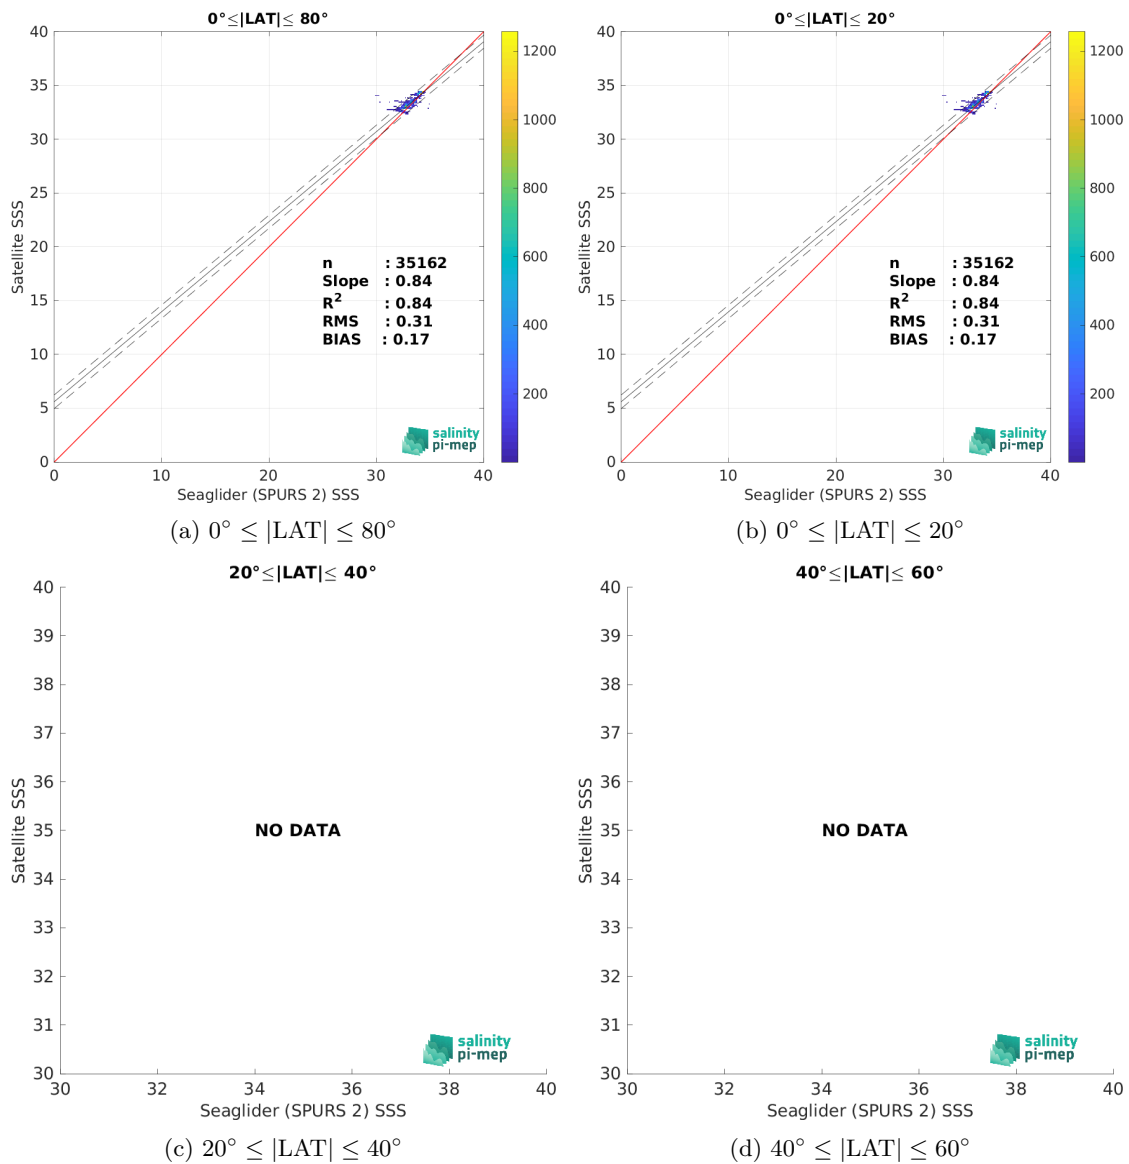 0°≤|LAT|≤ 80°
40
35
30
25
20
15
10
5
0
Satellite SSS
n : 35162
Slope : 0.84
R² : 0.84
RMS : 0.31
BIAS : 0.17
salinity
pi-mep
0 10 20 30 40
Seaglider (SPURS 2) SSS
1200
1000
800
600
400
200
(a) 0° ≤ |LAT| ≤ 80°
0°≤|LAT|≤ 20°
40
35
30
25
20
15
10
5
0
Satellite SSS
n : 35162
Slope : 0.84
R² : 0.84
RMS : 0.31
BIAS : 0.17
salinity
pi-mep
0 10 20 30 40
Seaglider (SPURS 2) SSS
1200
1000
800
600
400
200
(b) 0° ≤ |LAT| ≤ 20°
20°≤|LAT|≤ 40°
40
39
38
37
36
35
34
33
32
31
30
Satellite SSS
NO DATA
salinity
pi-mep
30 32 34 36 38 40
Seaglider (SPURS 2) SSS
(c) 20° ≤ |LAT| ≤ 40°
40°≤|LAT|≤ 60°
40
39
38
37
36
35
34
33
32
31
30
Satellite SSS
NO DATA
salinity
pi-mep
30 32 34 36 38 40
Seaglider (SPURS 2) SSS
(d) 40° ≤ |LAT| ≤ 60°